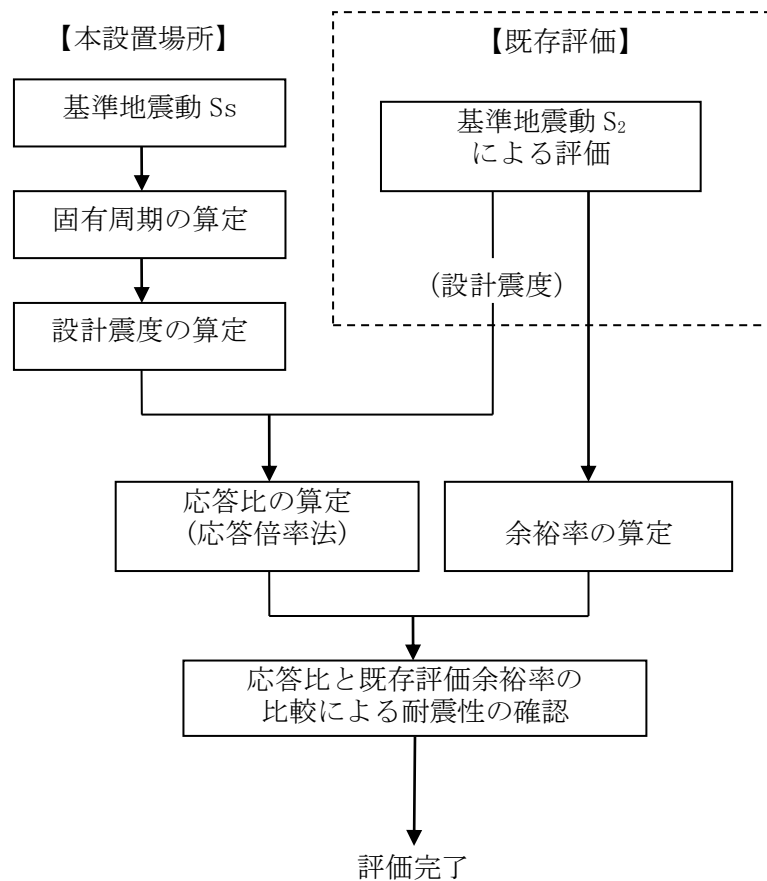 【本設置場所】
【既存評価】
基準地震動 Ss
基準地震動 S₂
による評価
固有周期の算定
(設計震度)
設計震度の算定
応答比の算定
(応答倍率法)
余裕率の算定
応答比と既存評価余裕率の
比較による耐震性の確認
評価完了